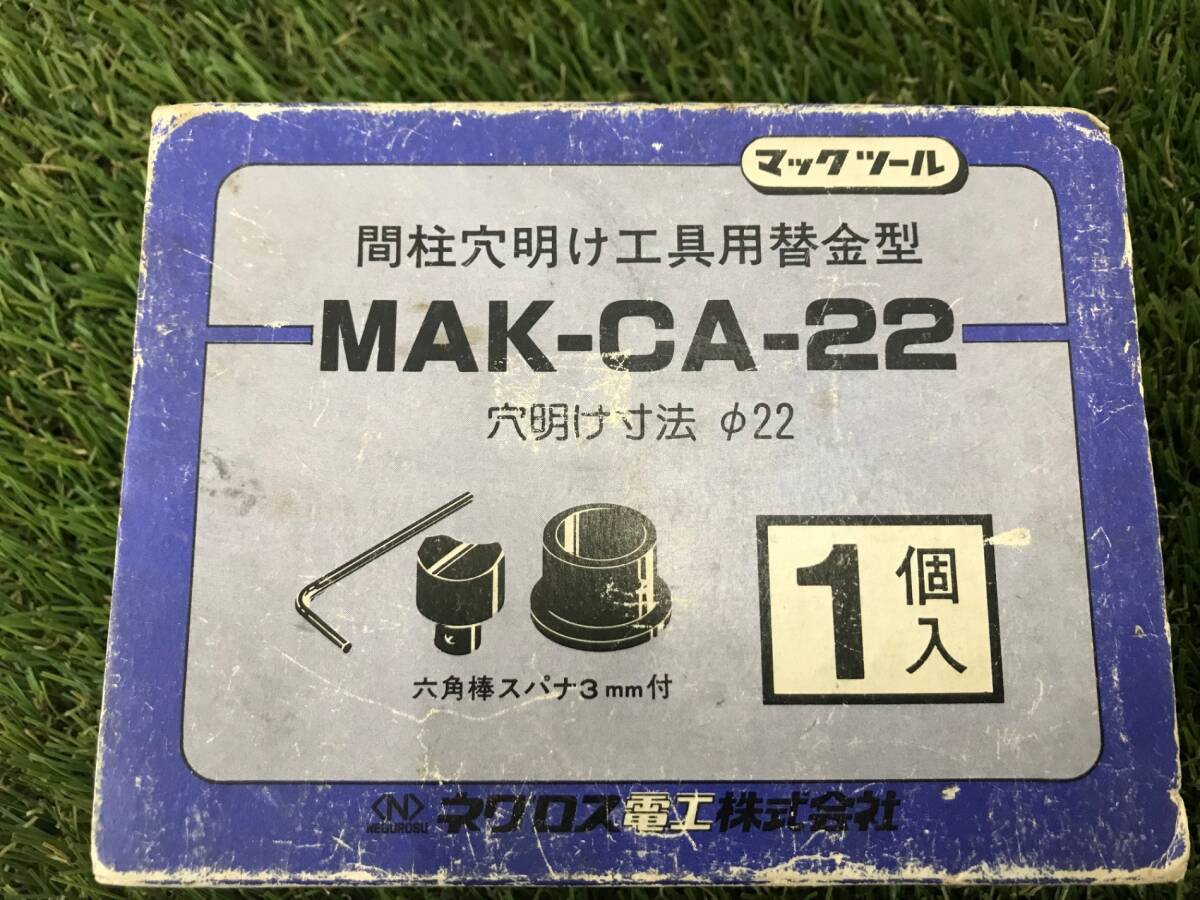 マックツール
間柱穴明け工具用替金型
MAK-CA-22
穴明け寸法 φ22
1個入
六角棒スパナ3mm付
N
NEGUROSU
ネグロス電工株式会社